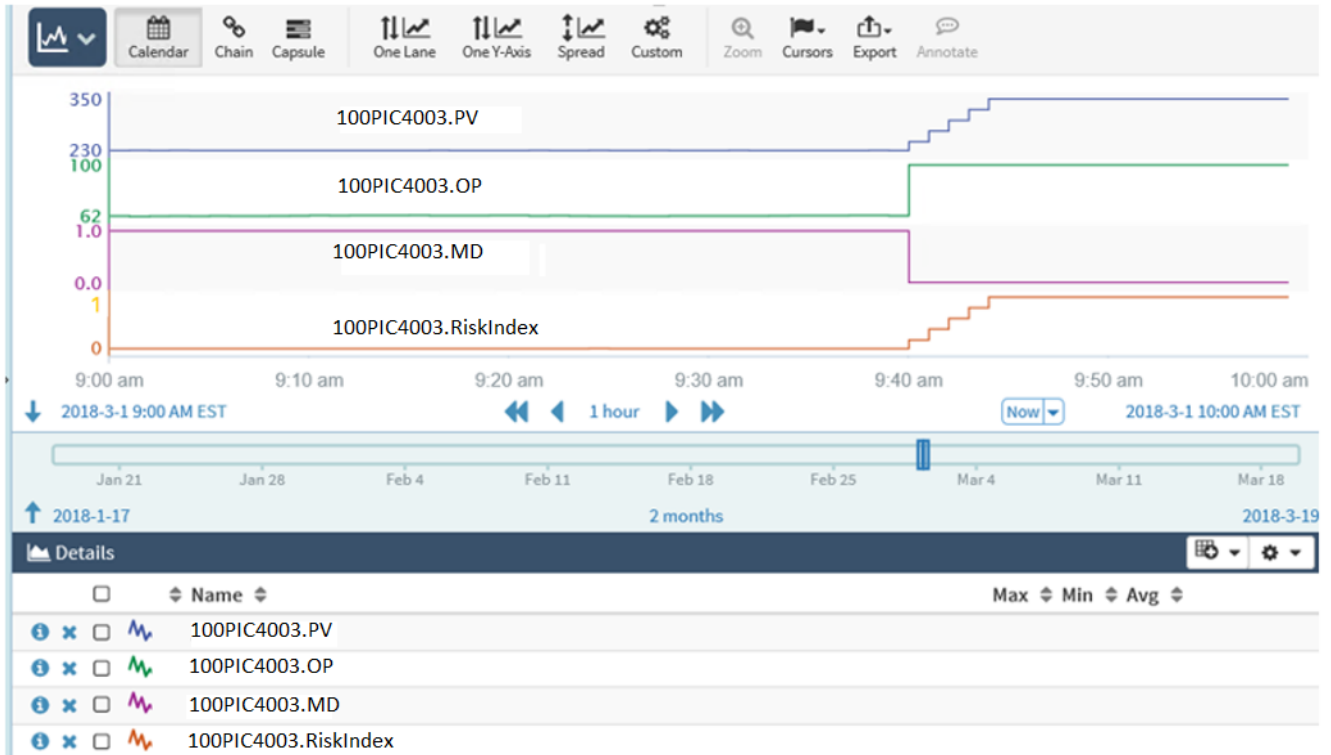 Calendar Chain Capsule One Lane One Y-Axis Spread Custom Zoom Cursors Export Annotate
350
100PIC4003.PV
230
100
100PIC4003.OP
62
1.0
100PIC4003.MD
0.0
1
100PIC4003.RiskIndex
0
9:00 am 9:10 am 9:20 am 9:30 am 9:40 am 9:50 am 10:00 am
2018-3-1 9:00 AM EST 1 hour Now 2018-3-1 10:00 AM EST
Jan 21 Jan 28 Feb 4 Feb 11 Feb 18 Feb 25 Mar 4 Mar 11 Mar 18
2018-1-17 2 months 2018-3-19
Details
Name Max Min Avg
100PIC4003.PV
100PIC4003.OP
100PIC4003.MD
100PIC4003.RiskIndex